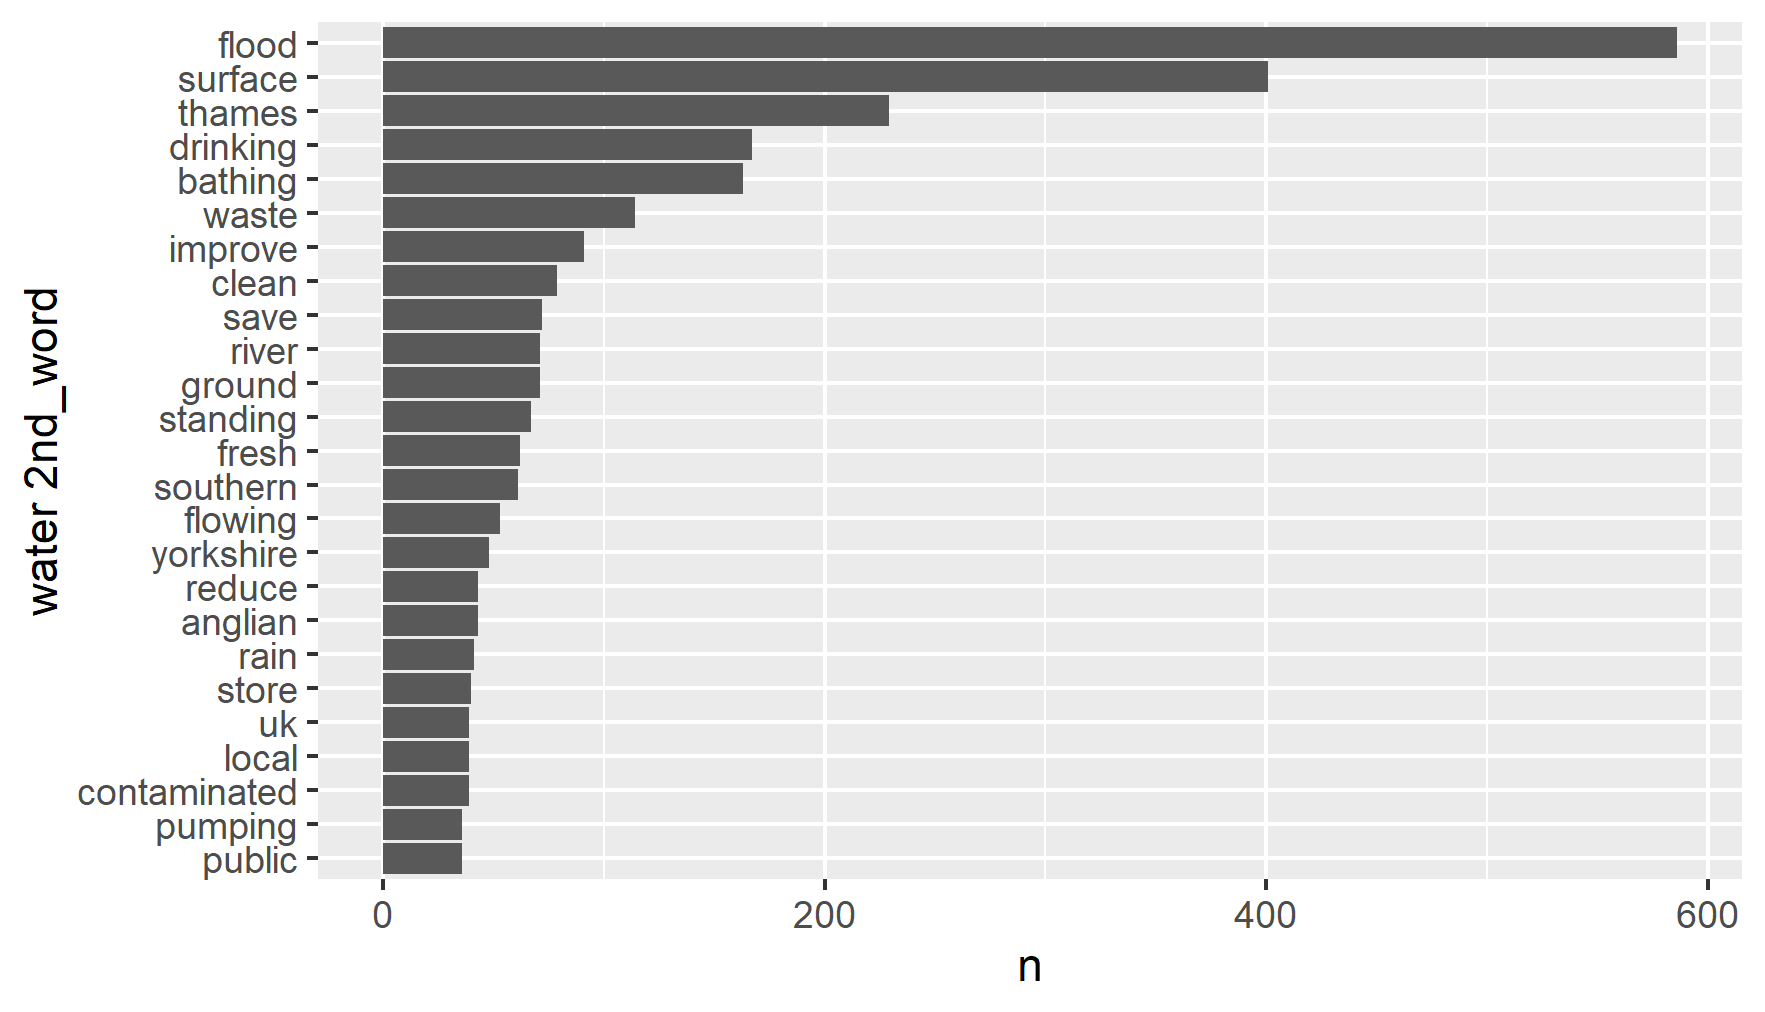 flood
surface
thames
drinking
bathing
waste
improve
clean
save
river
ground
standing
fresh
southern
flowing
yorkshire
reduce
anglian
rain
store
uk
local
contaminated
pumping
public
water 2nd_word
0 200 400 600
n